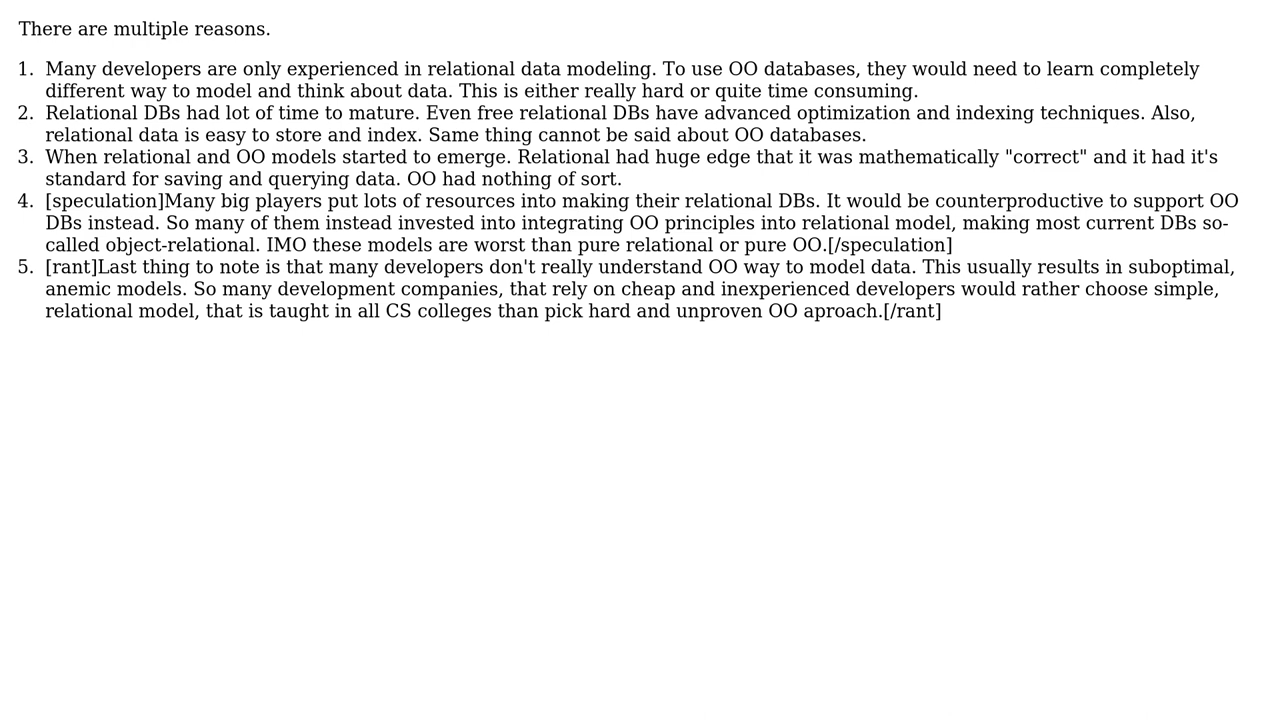 There are multiple reasons.
1. Many developers are only experienced in relational data modeling. To use OO databases, they would need to learn completely
different way to model and think about data. This is either really hard or quite time consuming.
2. Relational DBs had lot of time to mature. Even free relational DBs have advanced optimization and indexing techniques. Also,
relational data is easy to store and index. Same thing cannot be said about OO databases.
3. When relational and OO models started to emerge. Relational had huge edge that it was mathematically "correct" and it had it's
standard for saving and querying data. OO had nothing of sort.
4. [speculation]Many big players put lots of resources into making their relational DBs. It would be counterproductive to support OO
DBs instead. So many of them instead invested into integrating OO principles into relational model, making most current DBs so-
called object-relational. IMO these models are worst than pure relational or pure OO.[/speculation]
5. [rant]Last thing to note is that many developers don't really understand OO way to model data. This usually results in suboptimal,
anemic models. So many development companies, that rely on cheap and inexperienced developers would rather choose simple,
relational model, that is taught in all CS colleges than pick hard and unproven OO aproach.[/rant]